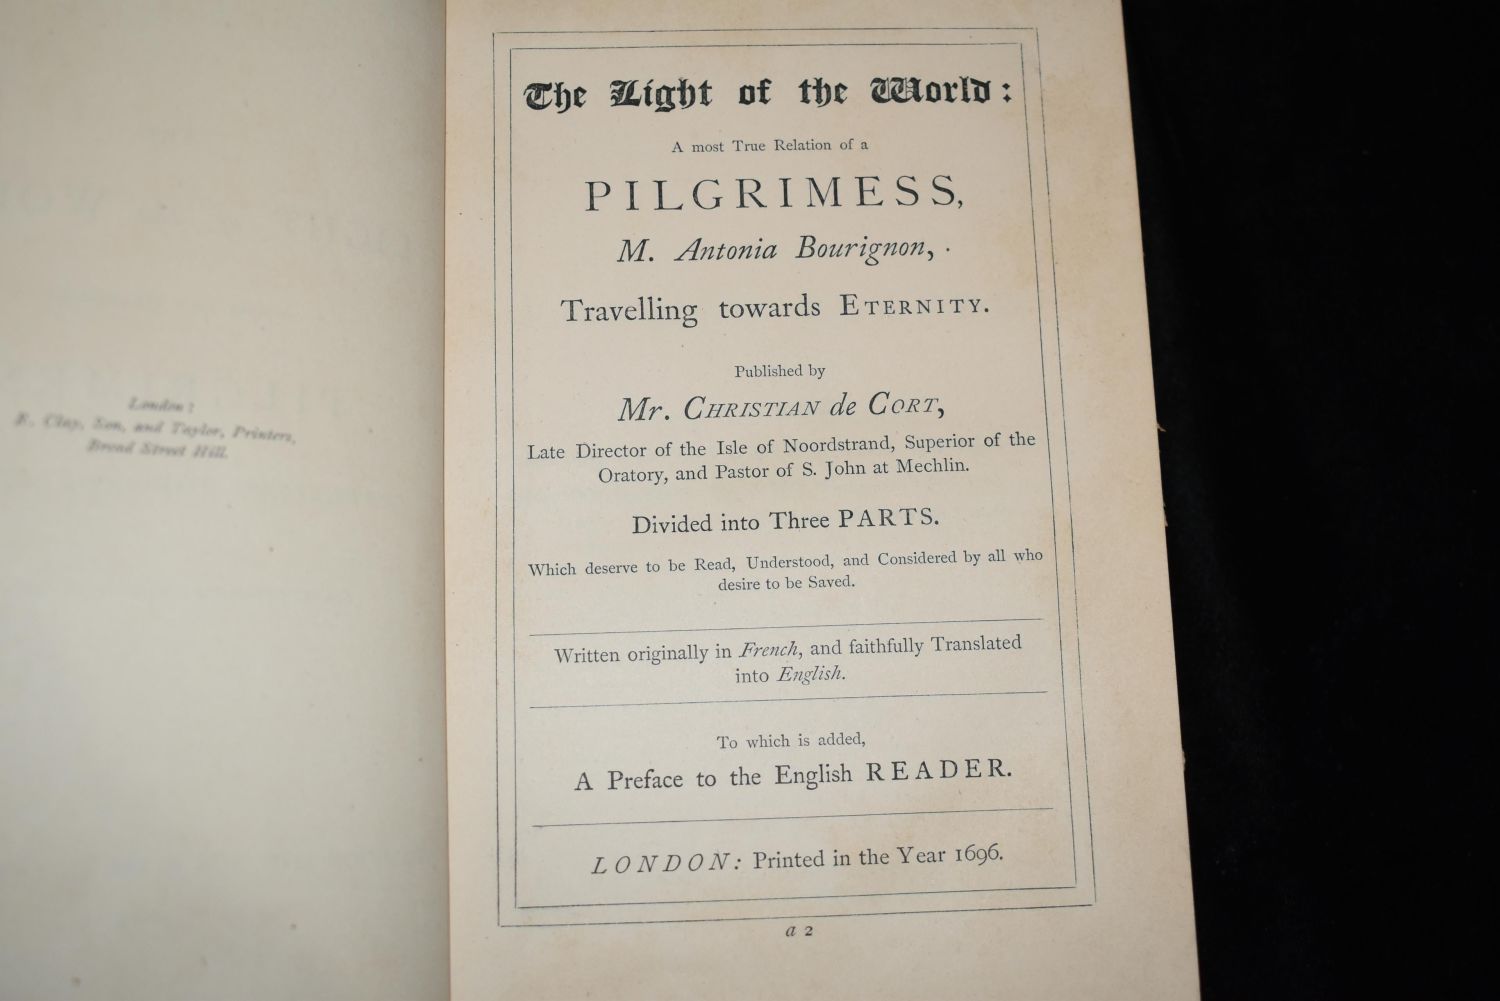 London:
R. Clay, Son, and Taylor, Printers,
Bread Street Hill.
The Light of the World:
A most True Relation of a
PILGRIMESS,
M. Antonia Bourignon,
Travelling towards ETERNITY.
Published by
Mr. CHRISTIAN de CORT,
Late Director of the Isle of Noordstrand, Superior of the
Oratory, and Pastor of S. John at Mechlin.
Divided into Three PARTS.
Which deserve to be Read, Understood, and Considered by all who
desire to be Saved.
Written originally in French, and faithfully Translated
into English.
To which is added,
A Preface to the English READER.
LONDON: Printed in the Year 1696.
a 2